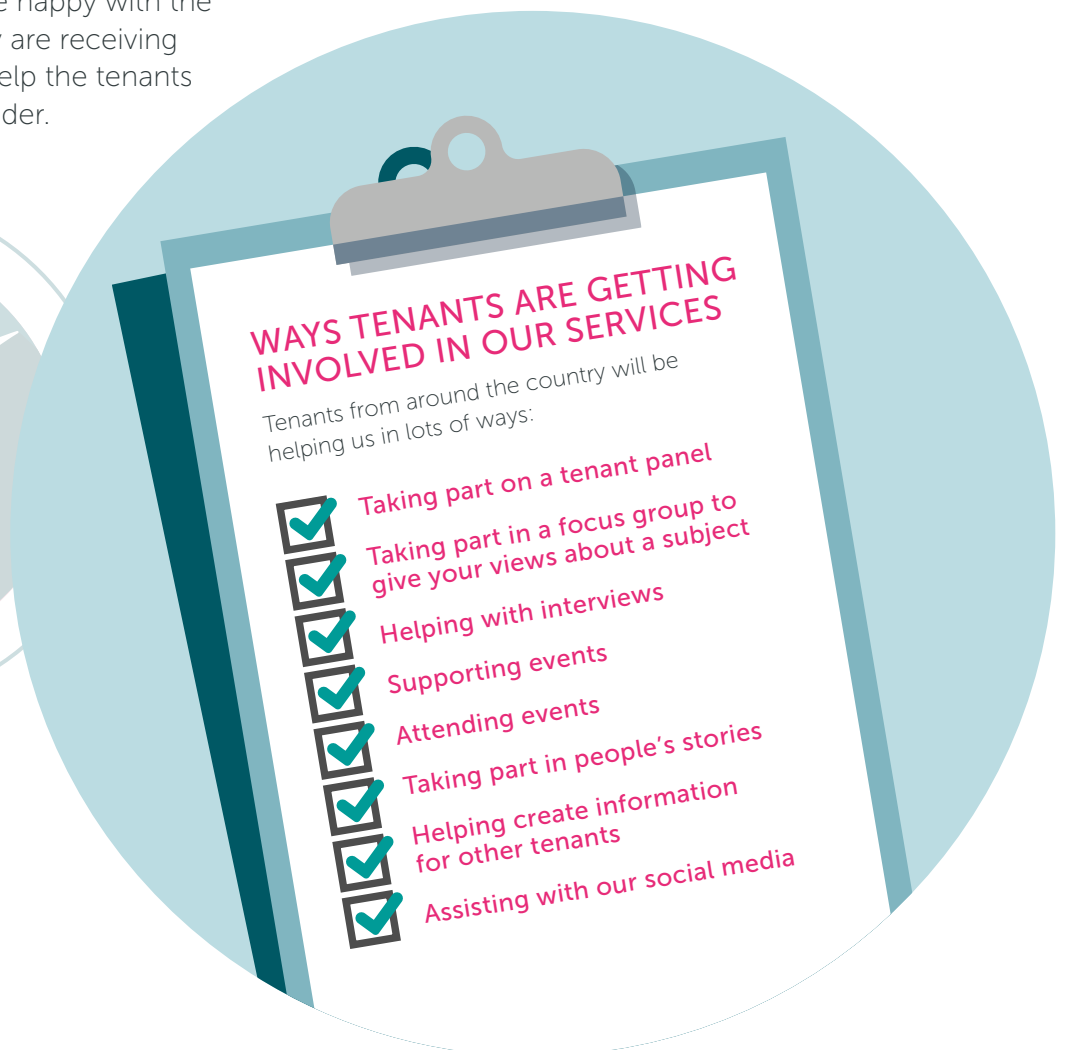 happy with the
are receiving
elp the tenants
der.
WAYS TENANTS ARE GETTING
INVOLVED IN OUR SERVICES
Tenants from around the country will be
helping us in lots of ways:
Taking part on a tenant panel
Taking part in a focus group to
give your views about a subject
Helping with interviews
Supporting events
Attending events
Taking part in people's stories
Helping create information
for other tenants
Assisting with our social media